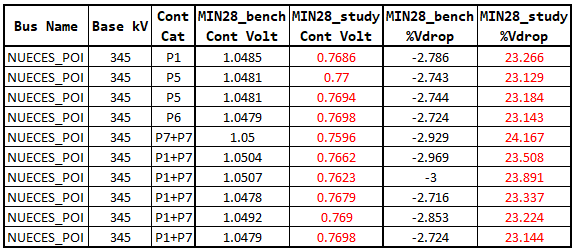 Bus Name Base kV Cont Cat MIN28_bench Cont Volt MIN28_study Cont Volt MIN28_bench %Vdrop MIN28_study %Vdrop
NUECES_POI 345 P1 1.0485 0.7686 -2.786 23.266
NUECES_POI 345 P5 1.0481 0.77 -2.743 23.129
NUECES_POI 345 P5 1.0481 0.7694 -2.744 23.184
NUECES_POI 345 P6 1.0479 0.7698 -2.724 23.143
NUECES_POI 345 P7+P7 1.05 0.7596 -2.929 24.167
NUECES_POI 345 P1+P7 1.0504 0.7662 -2.969 23.508
NUECES_POI 345 P1+P7 1.0507 0.7623 -3 23.891
NUECES_POI 345 P1+P7 1.0478 0.7679 -2.716 23.337
NUECES_POI 345 P1+P7 1.0492 0.769 -2.853 23.224
NUECES_POI 345 P1+P7 1.0479 0.7698 -2.724 23.144